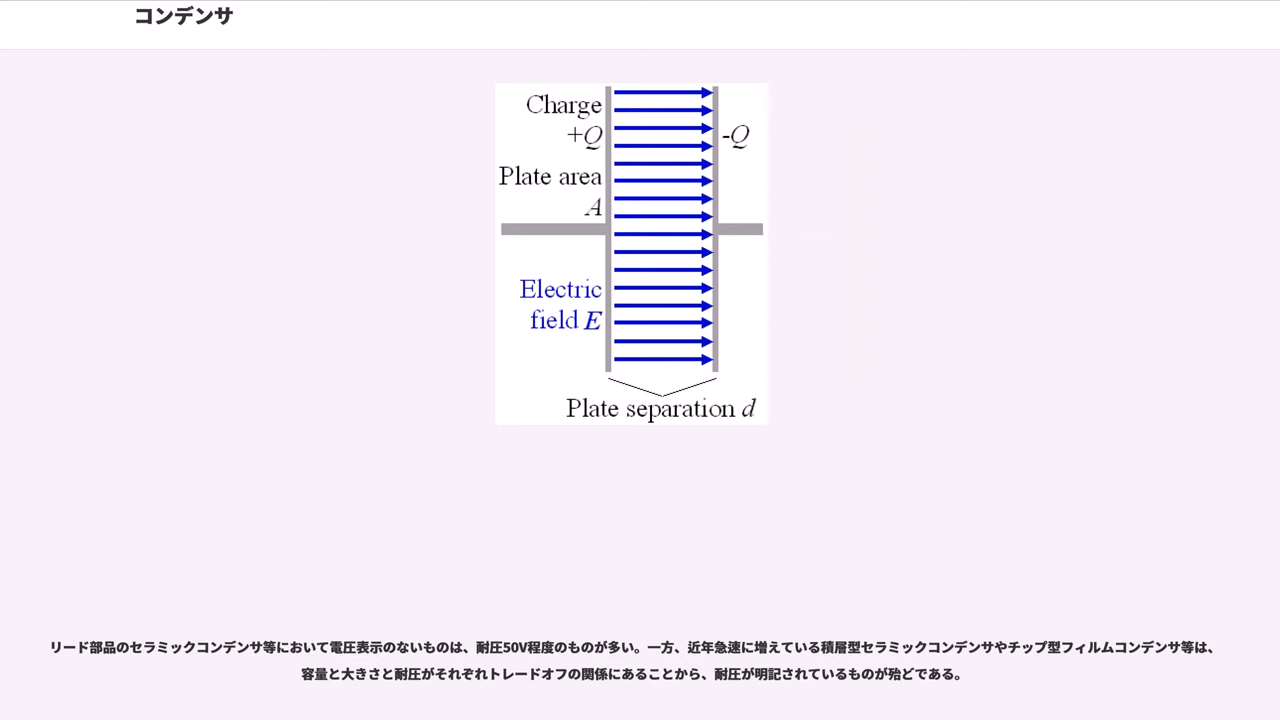 コンデンサ
Charge
+Q
-Q
Plate area
A
Electric
field E
Plate separation d
リード部品のセラミックコンデンサ等において電圧表示のないものは、耐圧50V程度のものが多い。一方、近年急速に増えている積層型セラミックコンデンサやチップ型フィルムコンデンサ等は、
容量と大きさと耐圧がそれぞれトレードオフの関係にあることから、耐圧が明記されているものが殆どである。